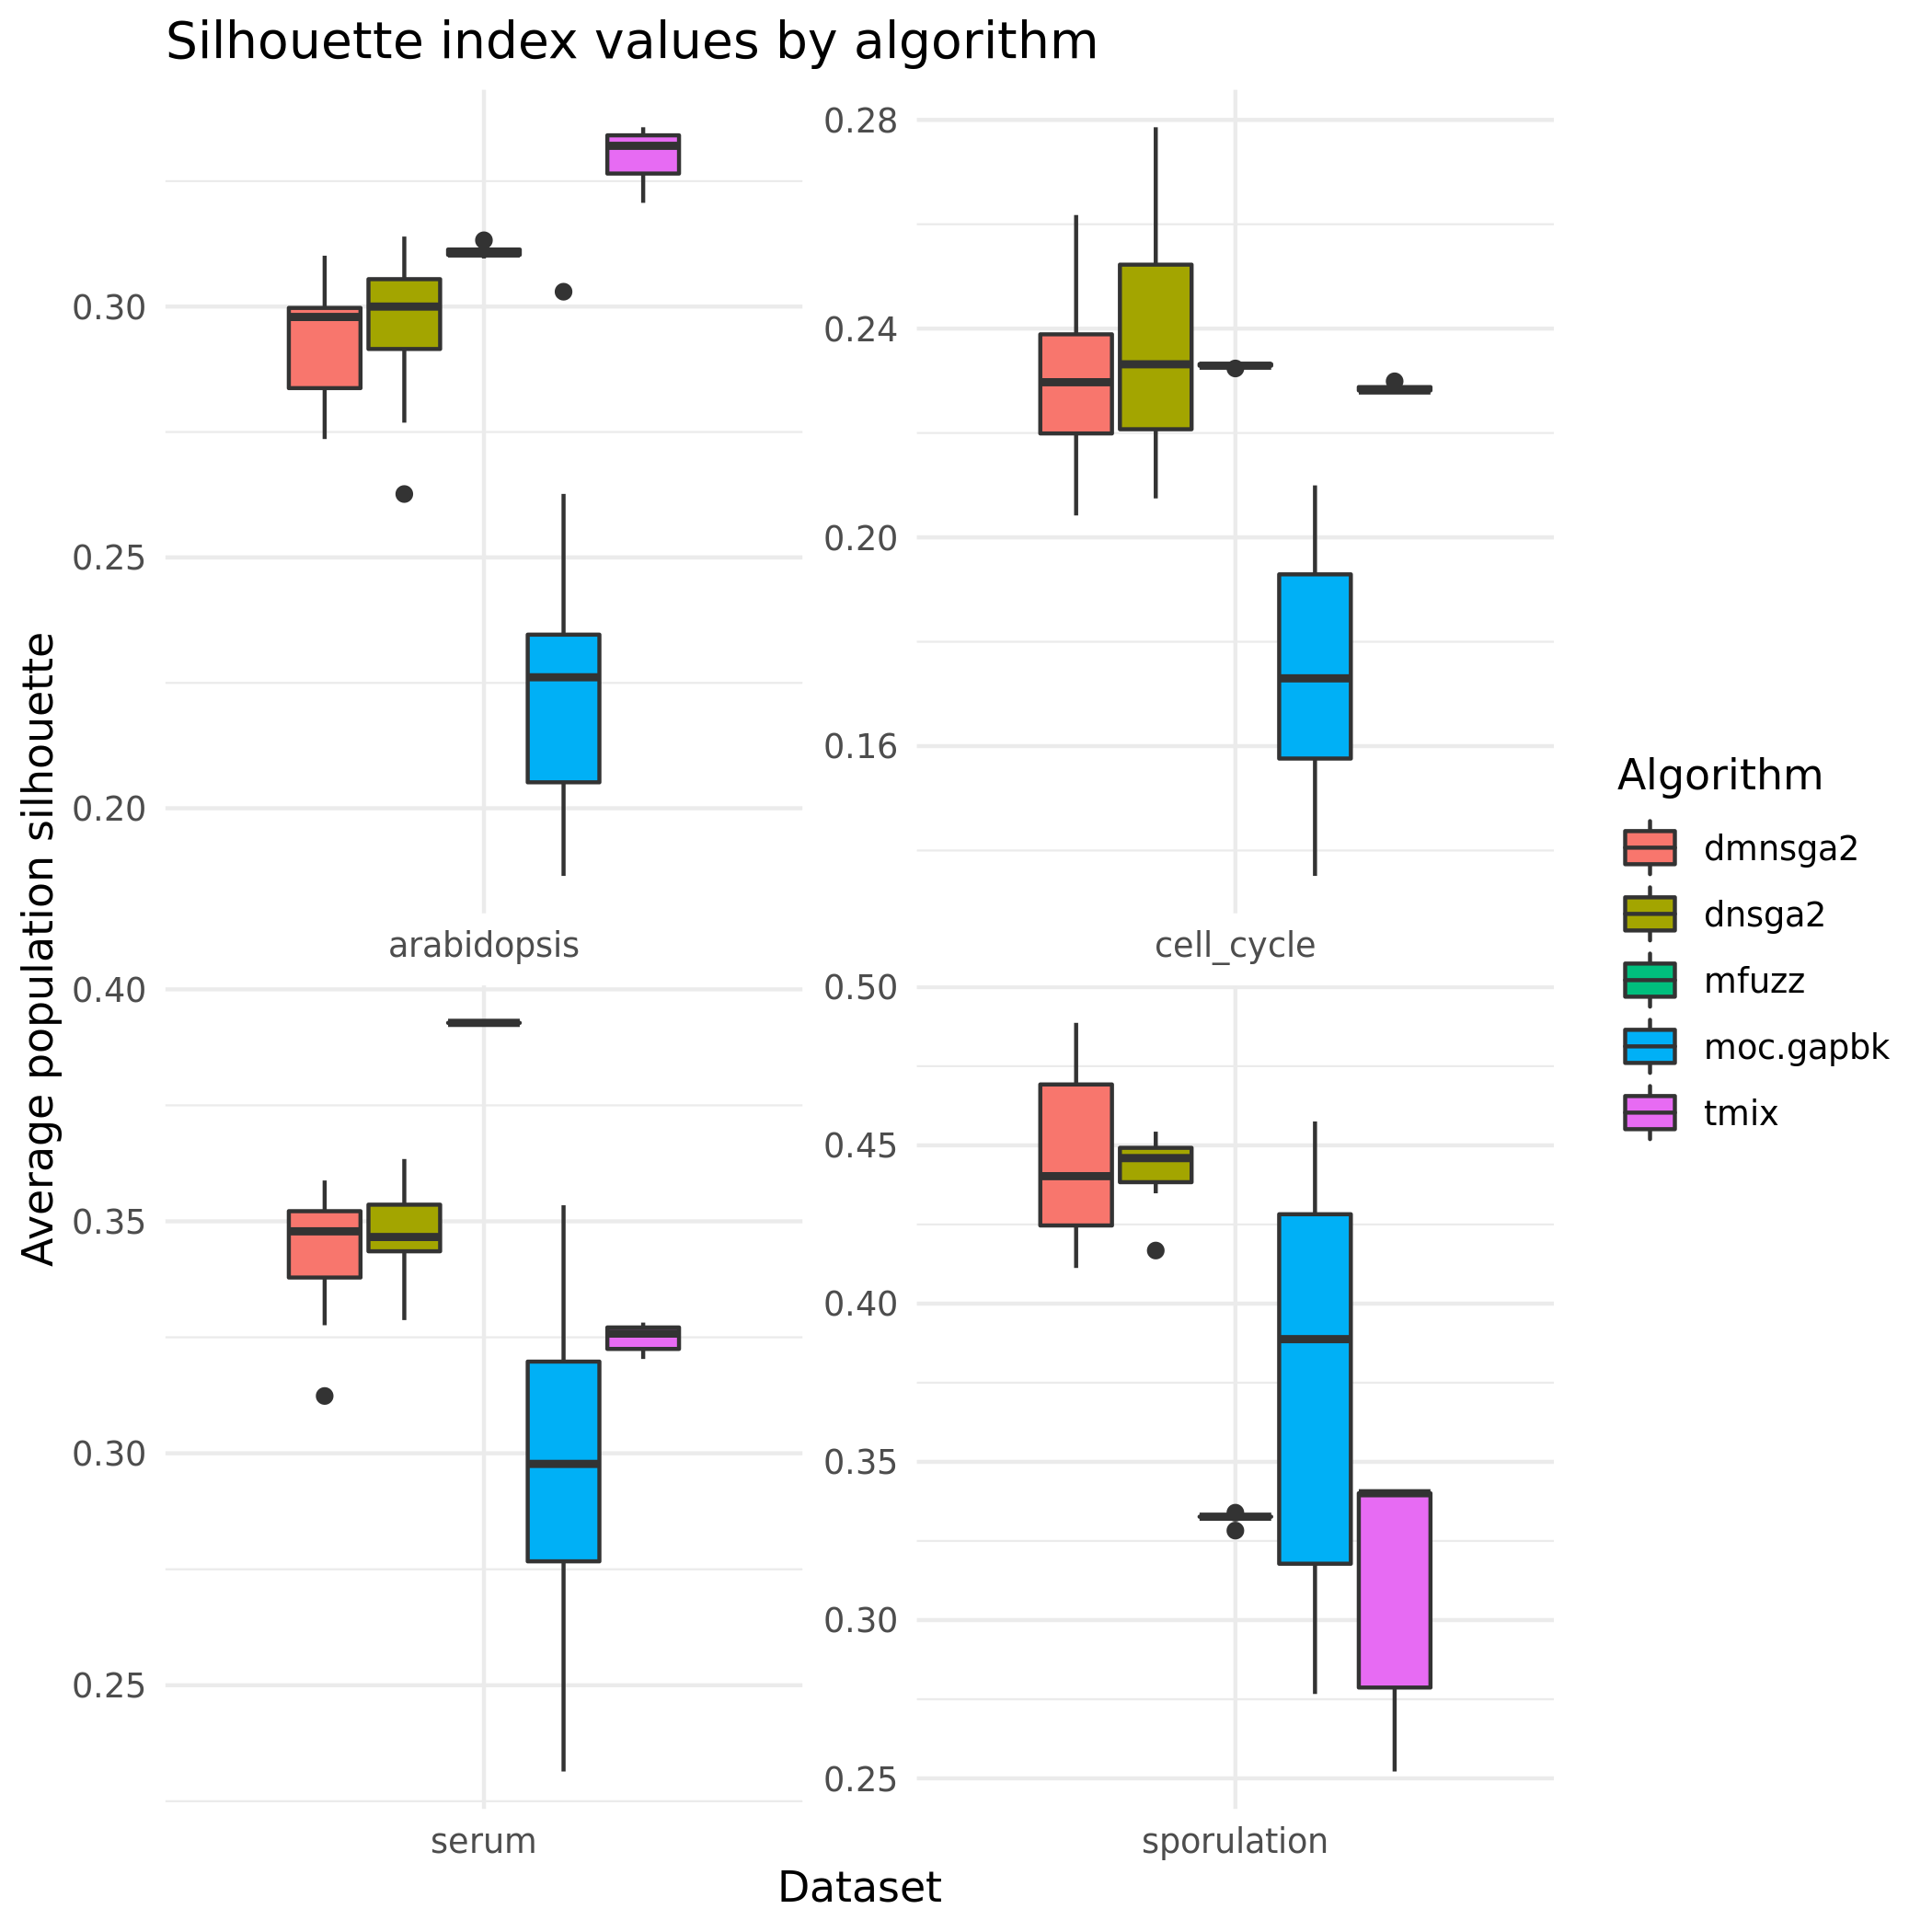 Silhouette index values by algorithm
Average population silhouette
0.30
0.25
0.20
arabidopsis
0.28
0.24
0.20
0.16
cell_cycle
0.40
0.35
0.30
0.25
serum
0.50
0.45
0.40
0.35
0.30
0.25
sporulation
Dataset
Algorithm
dmnsga2
dnsga2
mfuzz
moc.gapbk
tmix